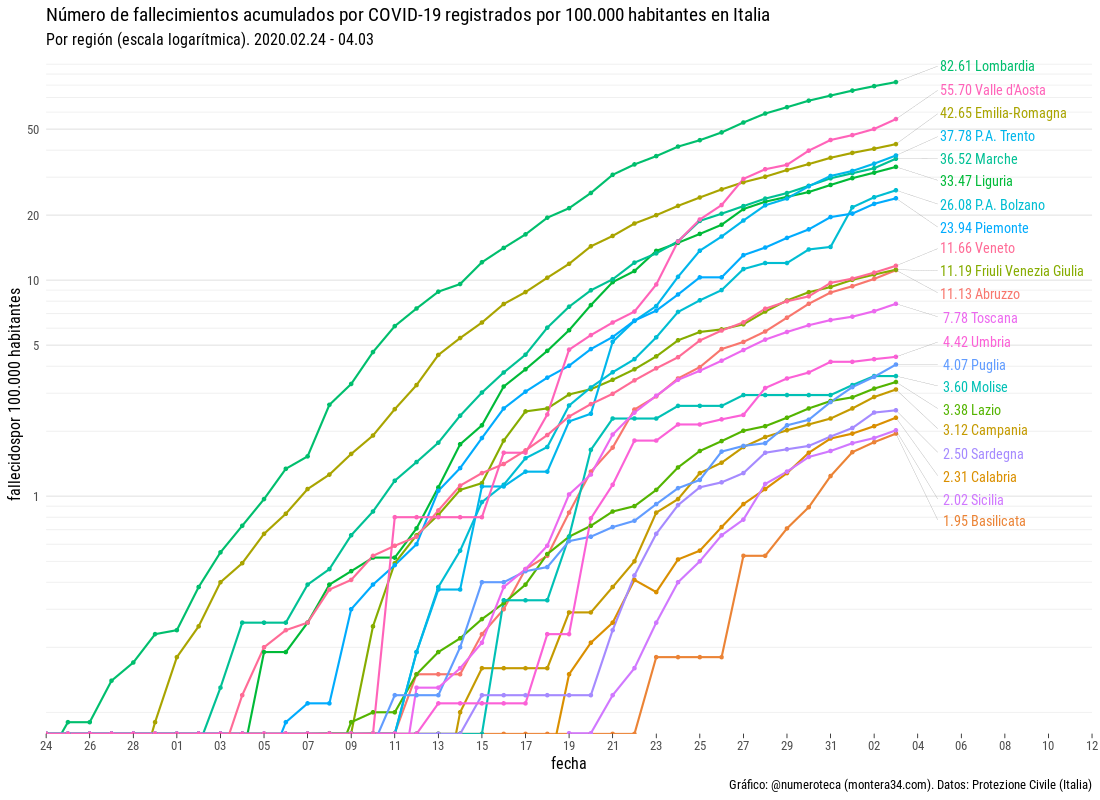 Número de fallecimientos acumulados por COVID-19 registrados por 100.000 habitantes en Italia
Por región (escala logarítmica). 2020.02.24 - 04.03
82.61 Lombardia
55.70 Valle d'Aosta
42.65 Emilia-Romagna
37.78 P.A. Trento
36.52 Marche
33.47 Liguria
26.08 P.A. Bolzano
23.94 Piemonte
11.66 Veneto
11.19 Friuli Venezia Giulia
11.13 Abruzzo
7.78 Toscana
4.42 Umbria
4.07 Puglia
3.60 Molise
3.38 Lazio
3.12 Campania
2.50 Sardegna
2.31 Calabria
2.02 Sicilia
1.95 Basilicata
50
20
10
5
1
fallecidospor 100.000 habitantes
24 26 28 01 03 05 07 09 11 13 15 17 19 21 23 25 27 29 31 02 04 06 08 10 12
fecha
Gráfico: @numeroteca (montera34.com). Datos: Protezione Civile (Italia)